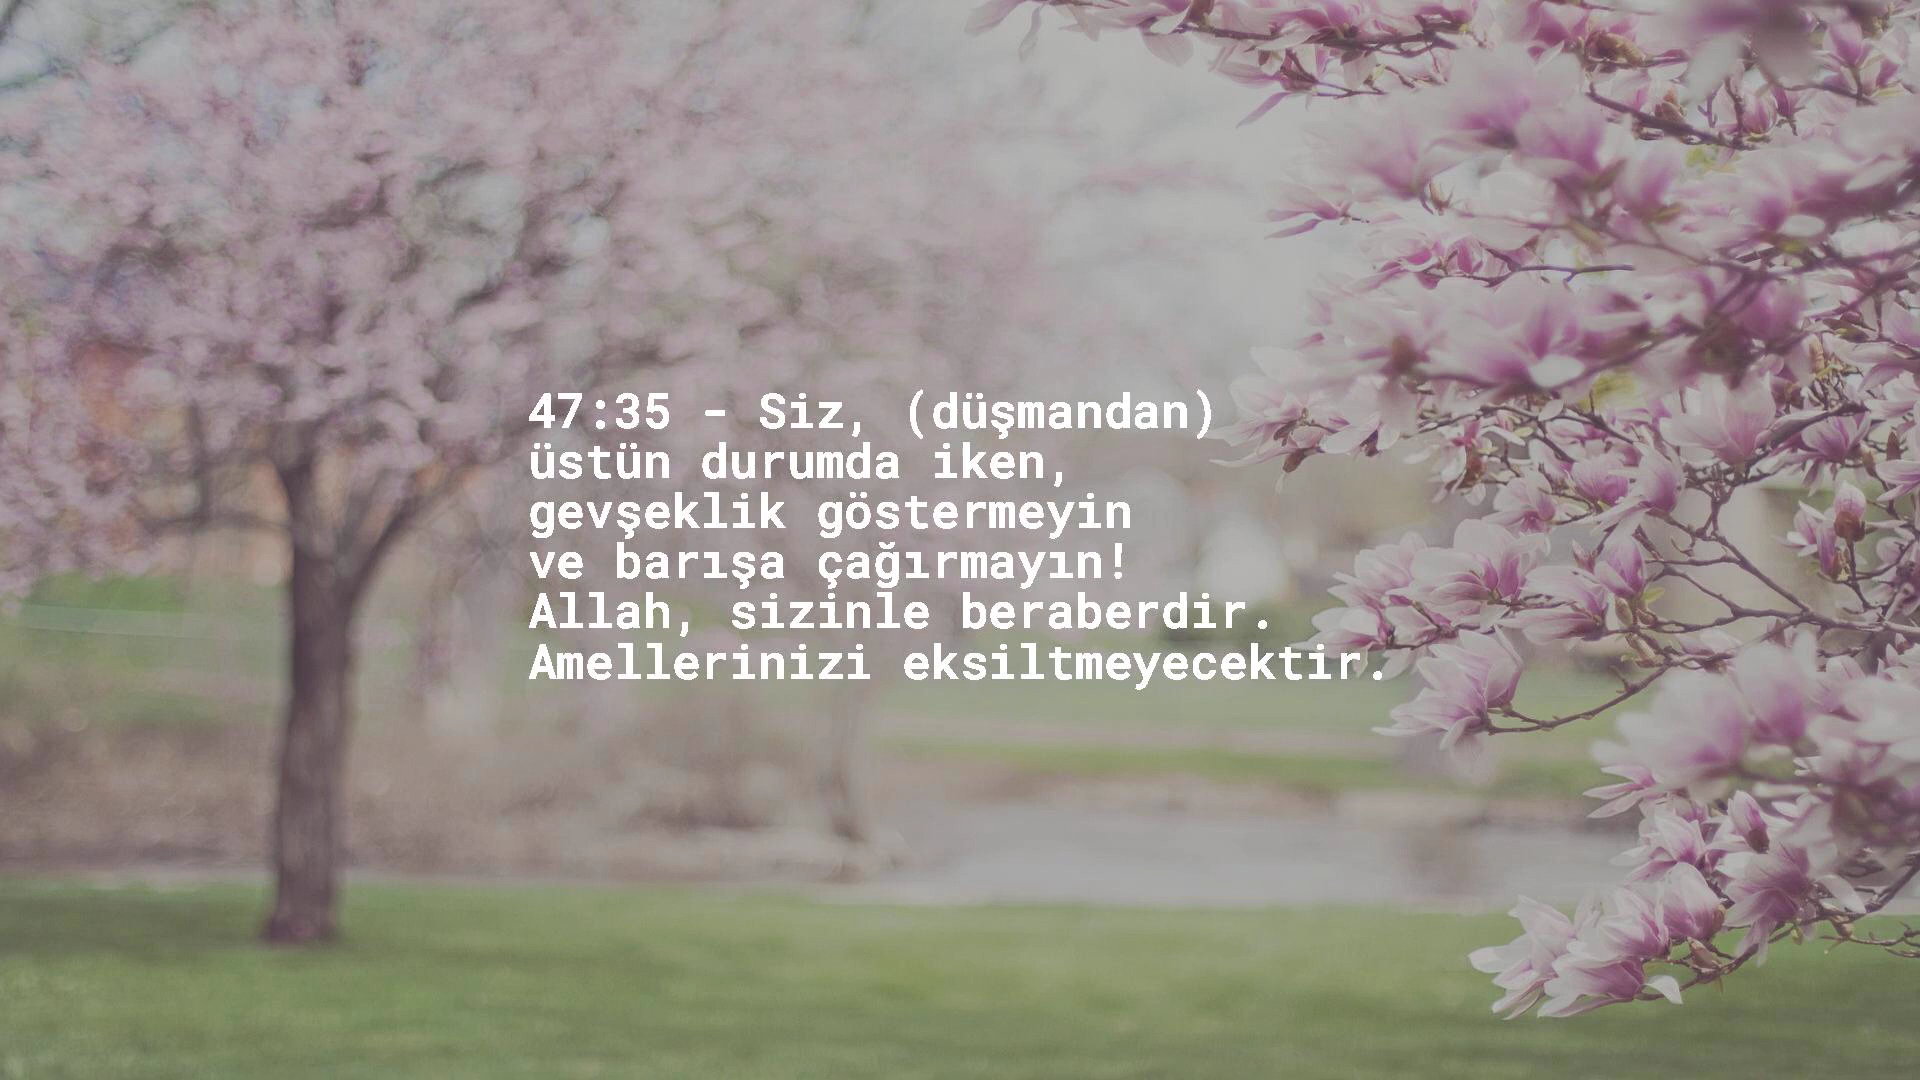 47:35 - Siz, (düşmandan)
üstün durumda iken,
gevşeklik göstermeyin
ve barışa çağırmayın!
Allah, sizinle beraberdir.
Amellerinizi eksiltmeyecektir.